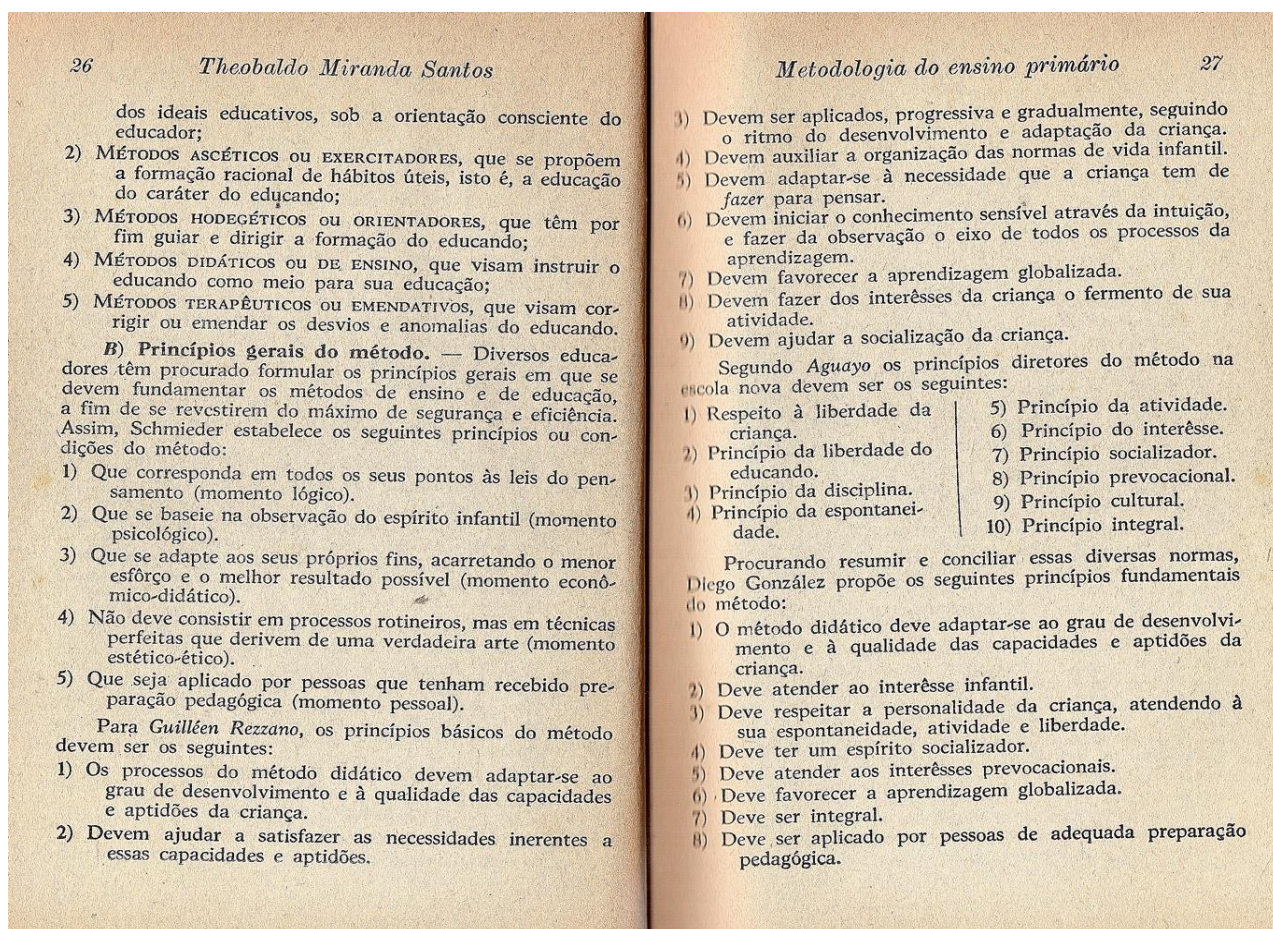 26 Theobaldo Miranda Santos
dos ideais educativos, sob a orientação consciente do
educador;
2) MÉTODOS ASCÉTICOS OU EXERCITADORES, que se propõem
a formação racional de hábitos úteis, isto é, a educação
do caráter do educando;
3) MÉTODOS HODEGÉTICOS OU ORIENTADORES, que têm por
fim guiar e dirigir a formação do educando;
4) MÉTODOS DIDÁTICOS OU DE ENSINO, que visam instruir o
educando como meio para sua educação;
5) MÉTODOS TERAPÊUTICOS OU EMENDATIVOS, que visam cor-
rigir ou emendar os desvios e anomalias do educando.
B) Princípios gerais do método. — Diversos educa-
dores têm procurado formular os princípios gerais em que se
devem fundamentar os métodos de ensino e de educação,
a fim de se revestirem do máximo de segurança e eficiência.
Assim, Schmieder estabelece os seguintes princípios ou con-
dições do método:
1) Que corresponda em todos os seus pontos às leis do pen-
samento (momento lógico).
2) Que se baseie na observação do espírito infantil (momento
psicológico).
3) Que se adapte aos seus próprios fins, acarretando o menor
esfôrço e o melhor resultado possível (momento econô-
mico-didático).
4) Não deve consistir em processos rotineiros, mas em técnicas
perfeitas que derivem de uma verdadeira arte (momento
estético-ético).
5) Que seja aplicado por pessoas que tenham recebido pre-
paração pedagógica (momento pessoal).
Para Guilléen Rezzano, os princípios básicos do método
devem ser os seguintes:
1) Os processos do método didático devem adaptar-se ao
grau de desenvolvimento e à qualidade das capacidades
e aptidões da criança.
2) Devem ajudar a satisfazer as necessidades inerentes a
essas capacidades e aptidões.
Metodologia do ensino primário 27
3) Devem ser aplicados, progressiva e gradualmente, seguindo
o ritmo do desenvolvimento e adaptação da criança.
4) Devem auxiliar a organização das normas de vida infantil.
5) Devem adaptar-se à necessidade que a criança tem de
fazer para pensar.
6) Devem iniciar o conhecimento sensível através da intuição,
e fazer da observação o eixo de todos os processos da
aprendizagem.
7) Devem favorecer a aprendizagem globalizada.
8) Devem fazer dos interêsses da criança o fermento de sua
atividade.
9) Devem ajudar a socialização da criança.
Segundo Aguayo os princípios diretores do método na
escola nova devem ser os seguintes:
1) Respeito à liberdade da
criança.
2) Princípio da liberdade do
educando.
3) Princípio da disciplina.
4) Princípio da espontanei-
dade.
5) Princípio da atividade.
6) Princípio do interêsse.
7) Princípio socializador.
8) Princípio prevocacional.
9) Princípio cultural.
10) Princípio integral.
Procurando resumir e conciliar essas diversas normas,
Diego González propõe os seguintes princípios fundamentais
do método:
1) O método didático deve adaptar-se ao grau de desenvolvi-
mento e à qualidade das capacidades e aptidões da
criança.
2) Deve atender ao interêsse infantil.
3) Deve respeitar a personalidade da criança, atendendo à
sua espontaneidade, atividade e liberdade.
4) Deve ter um espírito socializador.
5) Deve atender aos interêsses prevocacionais.
6) Deve favorecer a aprendizagem globalizada.
7) Deve ser integral.
8) Deve ser aplicado por pessoas de adequada preparação
pedagógica.